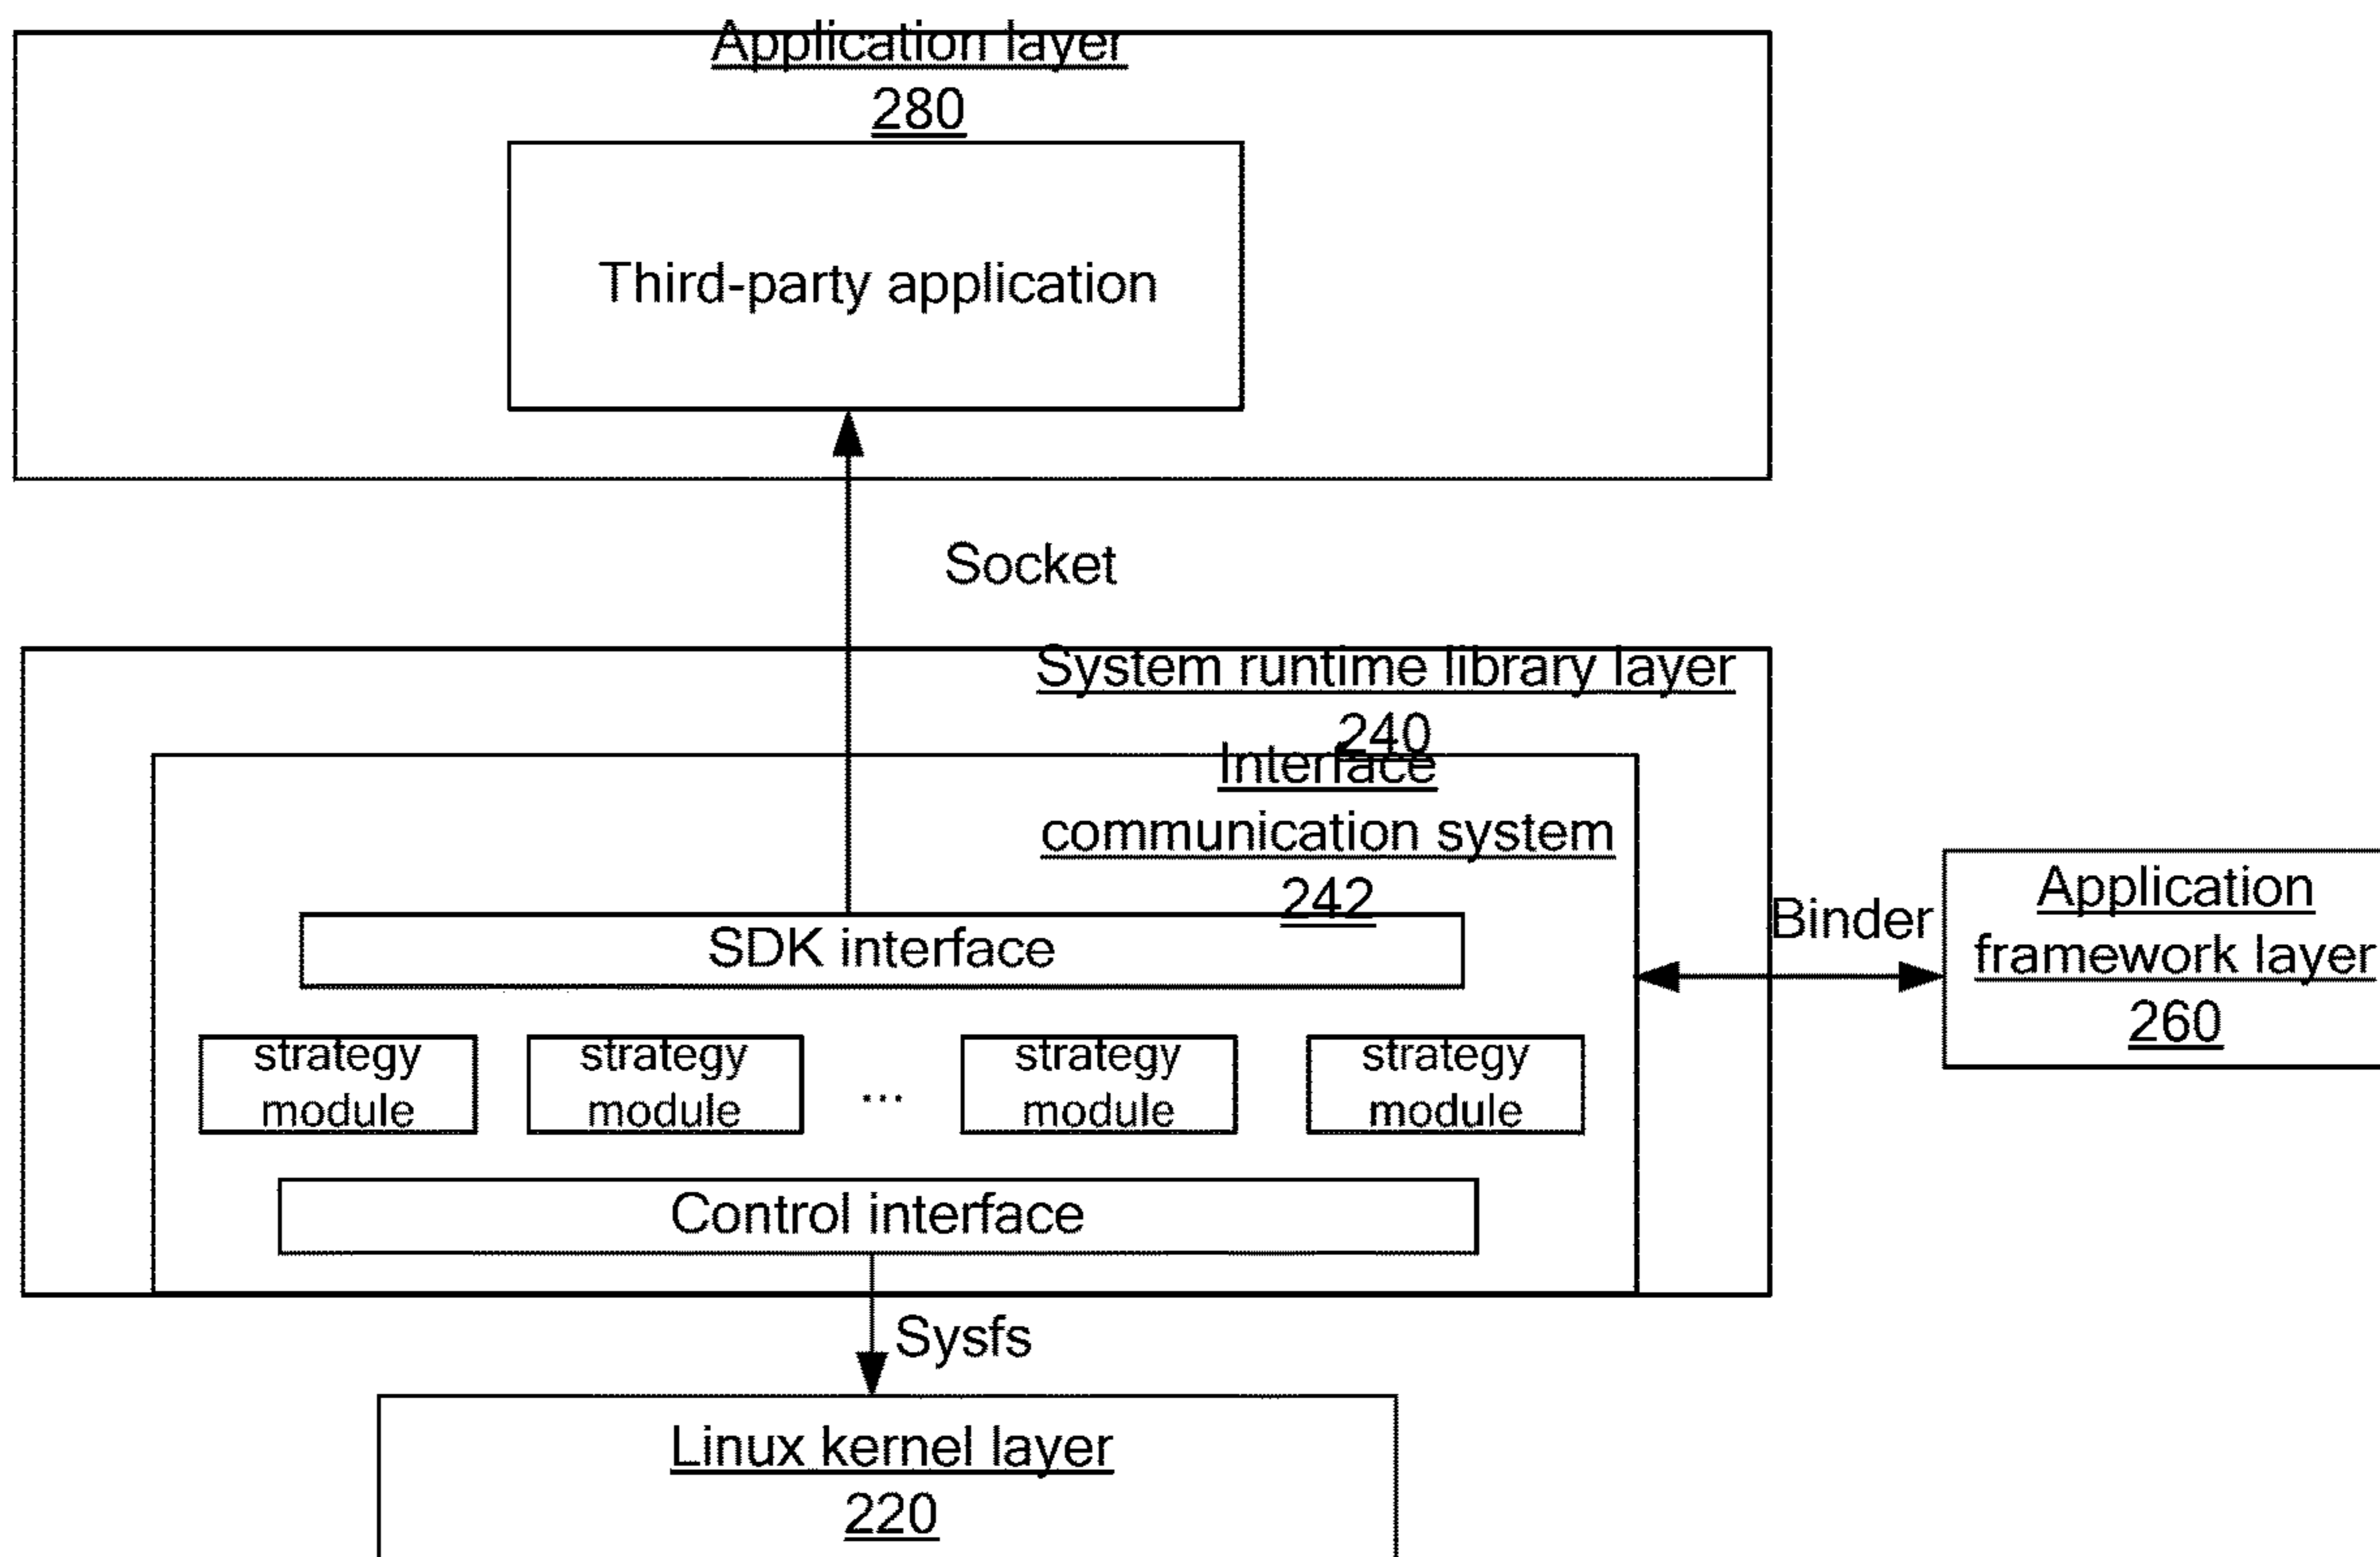 Application layer
280
Third-party application
Socket
System runtime library layer
240
Interface
communication system
242
SDK interface
Binder
Application
framework layer
260
strategy
module
strategy
module
...
strategy
module
strategy
module
Control interface
Sysfs
Linux kernel layer
220